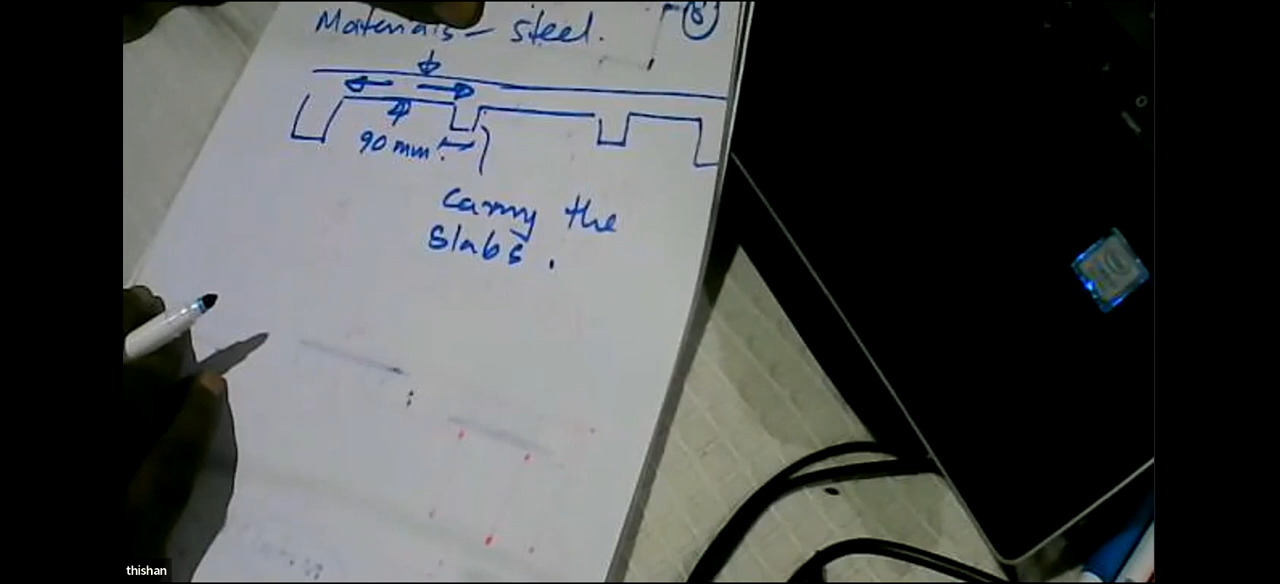 Materials - steel.
8
90 mm.
Carry the
slabs.
thishan